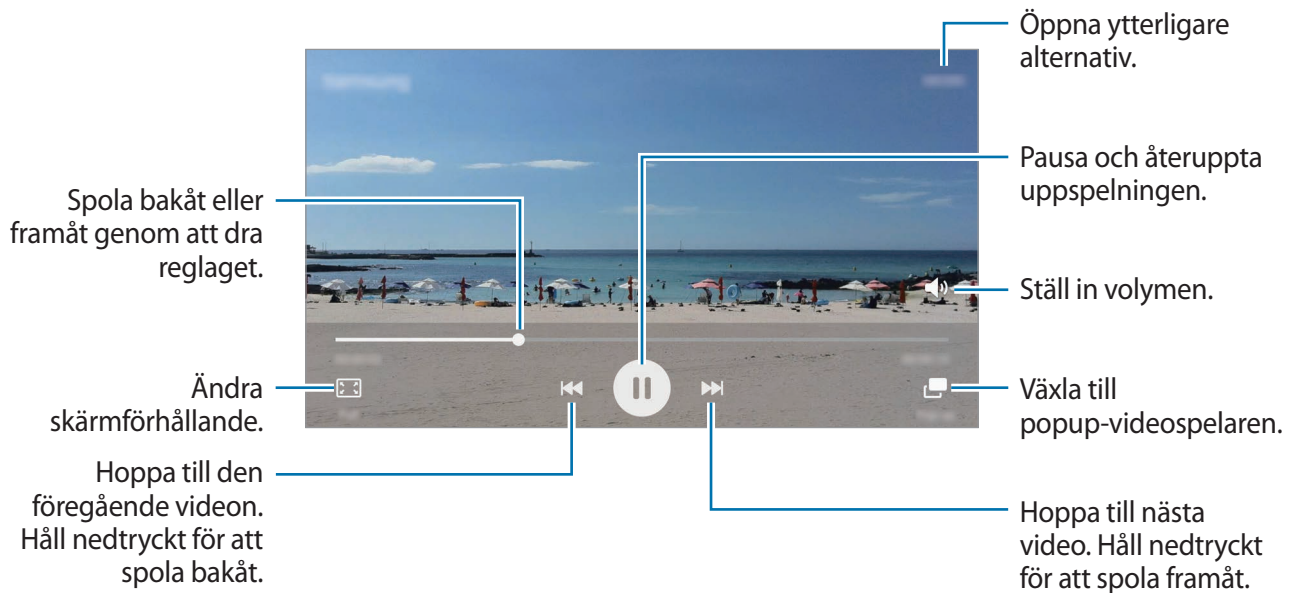 Öppna ytterligare
alternativ.
Pausa och återuppta
uppspelningen.
Spola bakåt eller
framåt genom att dra
reglaget.
Ställ in volymen.
Ändra
skärmförhållande.
Växla till
popup-videospelaren.
Hoppa till den
föregående videon.
Håll nedtryckt för att
spola bakåt.
Hoppa till nästa
video. Håll nedtryckt
för att spola framåt.